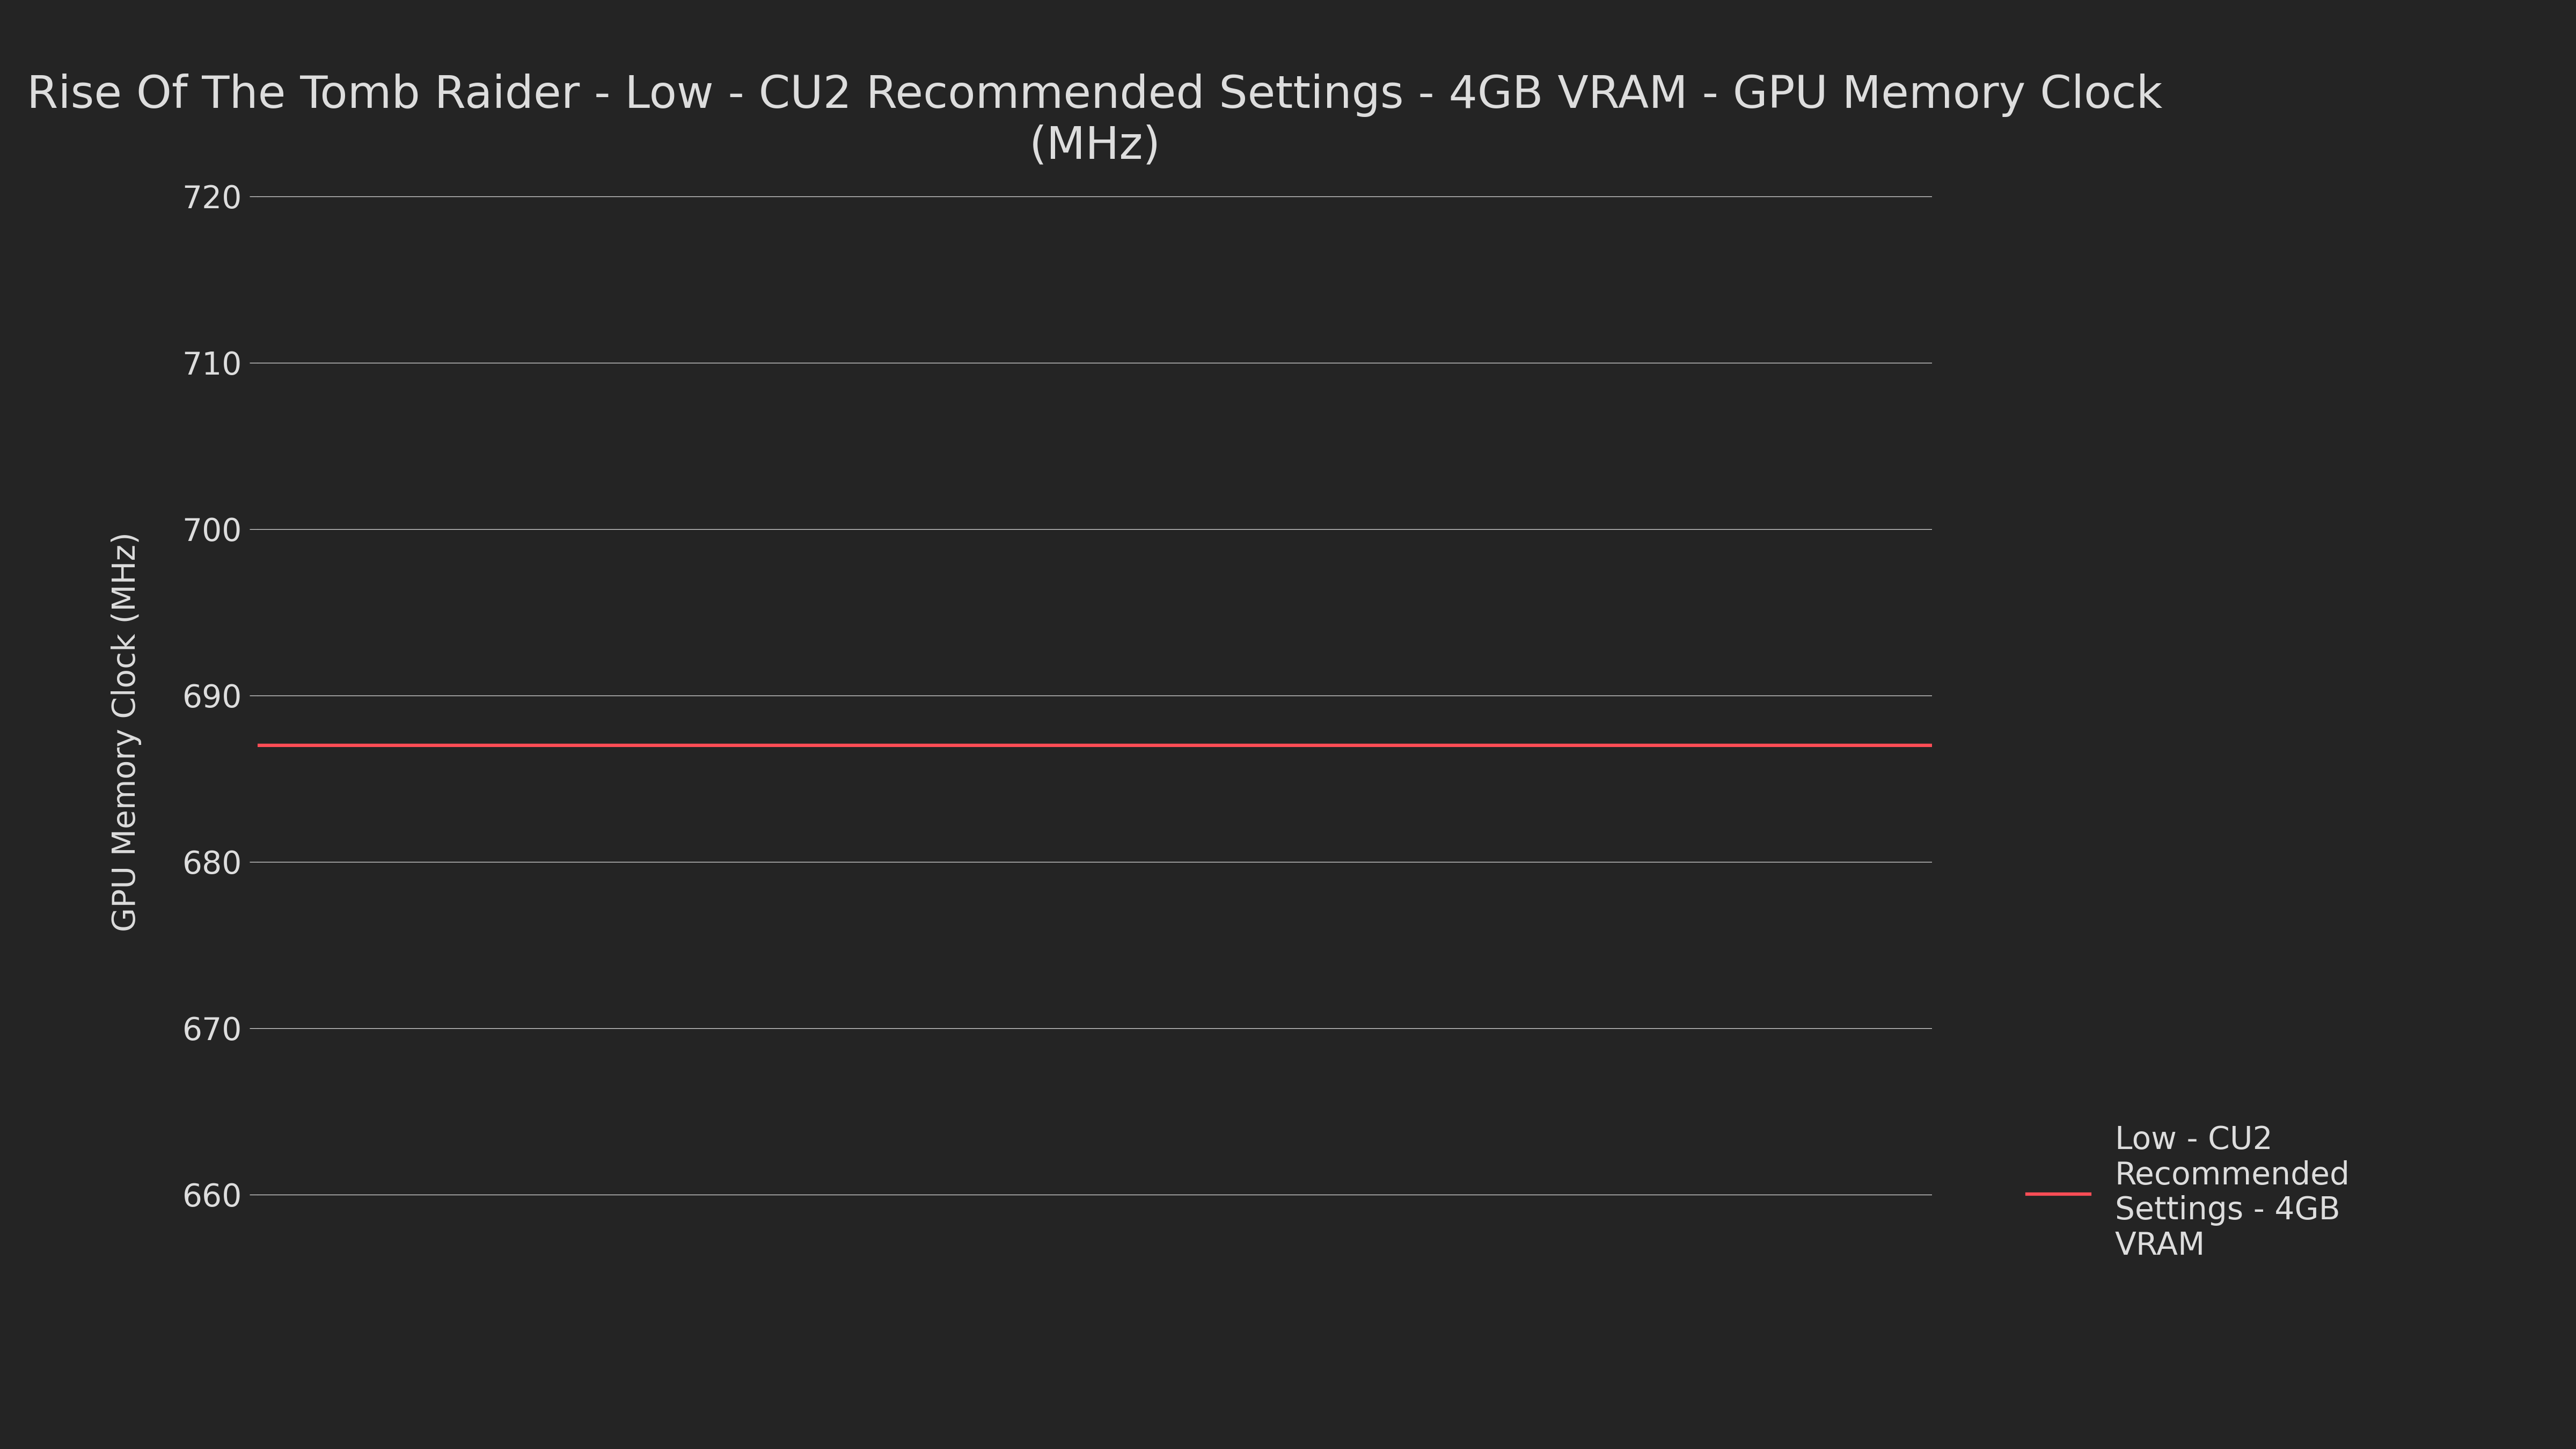 Rise Of The Tomb Raider - Low - CU2 Recommended Settings - 4GB VRAM - GPU Memory Clock
(MHz)
720
710
700
690
680
670
660
GPU Memory Clock (MHz)
Low - CU2
Recommended
Settings - 4GB
VRAM